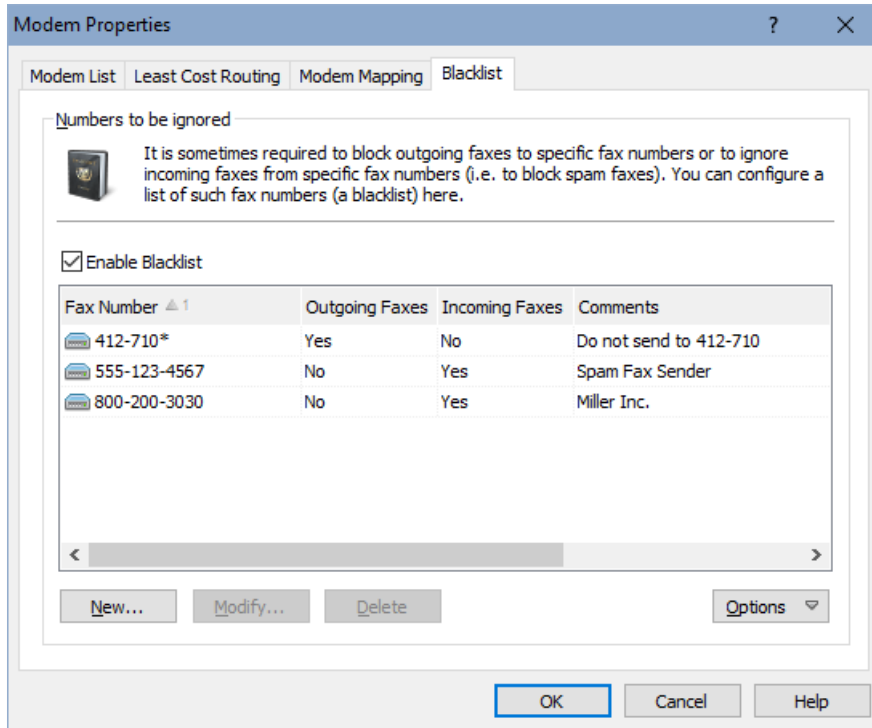 Modem Properties
Modem List Least Cost Routing Modem Mapping Blacklist
Numbers to be ignored
It is sometimes required to block outgoing faxes to specific fax numbers or to ignore
incoming faxes from specific fax numbers (i.e. to block spam faxes). You can configure a
list of such fax numbers (a blacklist) here.
Enable Blacklist
Fax Number 1 Outgoing Faxes Incoming Faxes Comments
412-710* Yes No Do not send to 412-710
555-123-4567 No Yes Spam Fax Sender
800-200-3030 No Yes Miller Inc.
New... Modify... Delete Options
OK Cancel Help